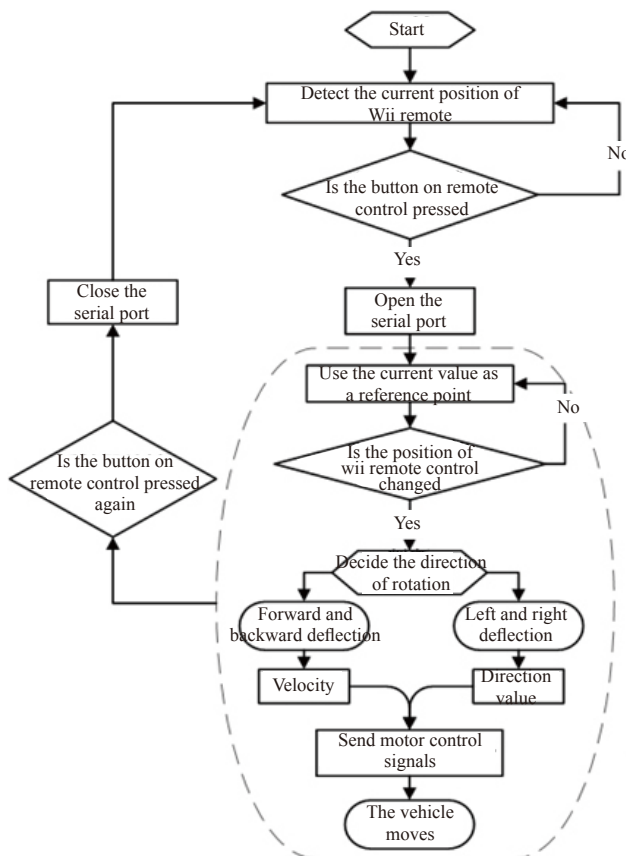 Start
Detect the current position of
Wii remote
No
Is the button on remote
control pressed
Yes
Close the
serial port
Open the
serial port
Use the current value as
a reference point
No
Is the button on
remote control pressed
again
Is the position of
wii remote control
changed
Yes
Decide the direction
of rotation
Forward and
backward deflection
Left and right
deflection
Velocity
Direction
value
Send motor control
signals
The vehicle
moves